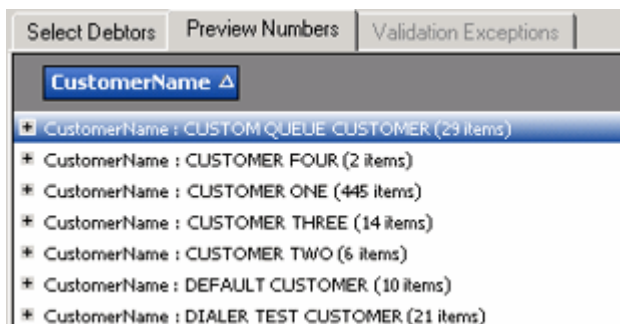 Select Debtors Preview Numbers Validation Exceptions
CustomerName
CustomerName : CUSTOM QUEUE CUSTOMER (29 items)
CustomerName : CUSTOMER FOUR (2 items)
CustomerName : CUSTOMER ONE (445 items)
CustomerName : CUSTOMER THREE (14 items)
CustomerName : CUSTOMER TWO (6 items)
CustomerName : DEFAULT CUSTOMER (10 items)
CustomerName : DIALER TEST CUSTOMER (21 items)